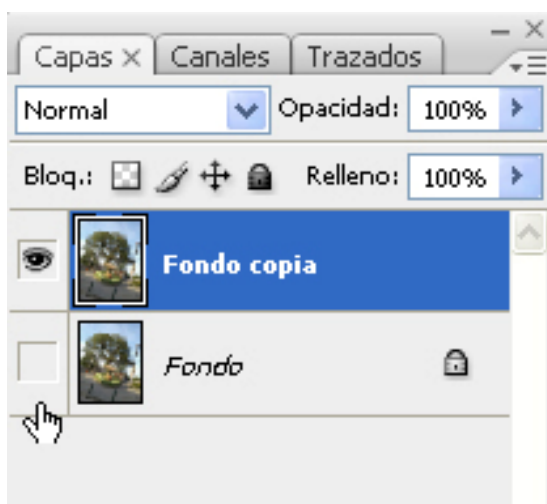 Capas Canales Trazados
Normal Opacidad: 100%
Bloq.: Relleno: 100%
Fondo copia
Fondo